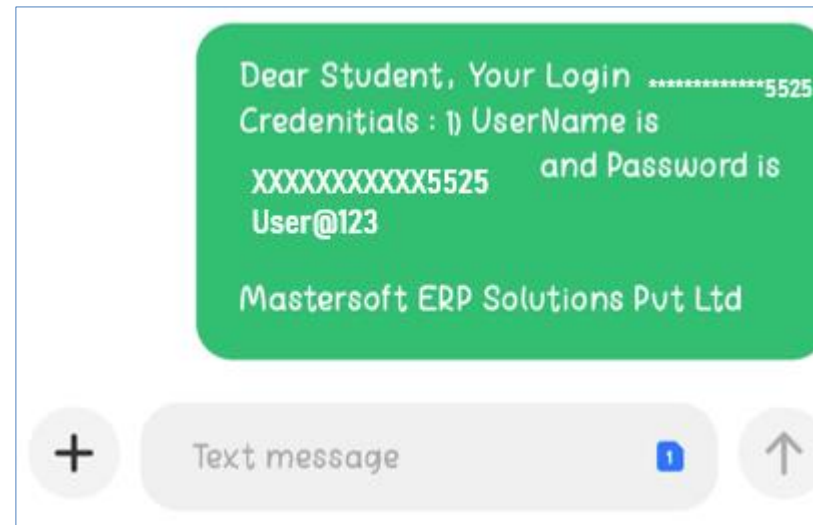 Dear Student, Your Login *************5525
Credenitials : 1) UserName is
XXXXXXXXXXX5525 and Password is
User@123
Mastersoft ERP Solutions Pvt Ltd
Text message
1